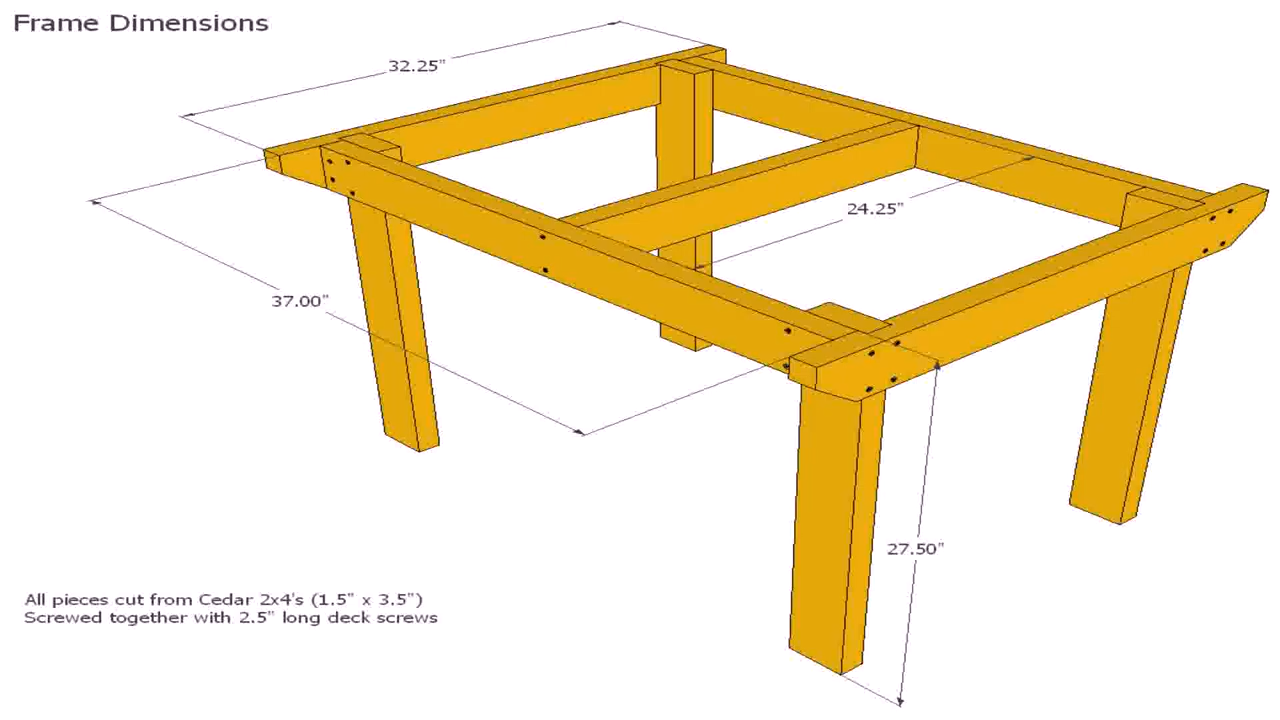 Frame Dimensions
32.25"
24.25"
37.00"
27.50"
All pieces cut from Cedar 2x4's (1.5" x 3.5")
Screwed together with 2.5" long deck screws